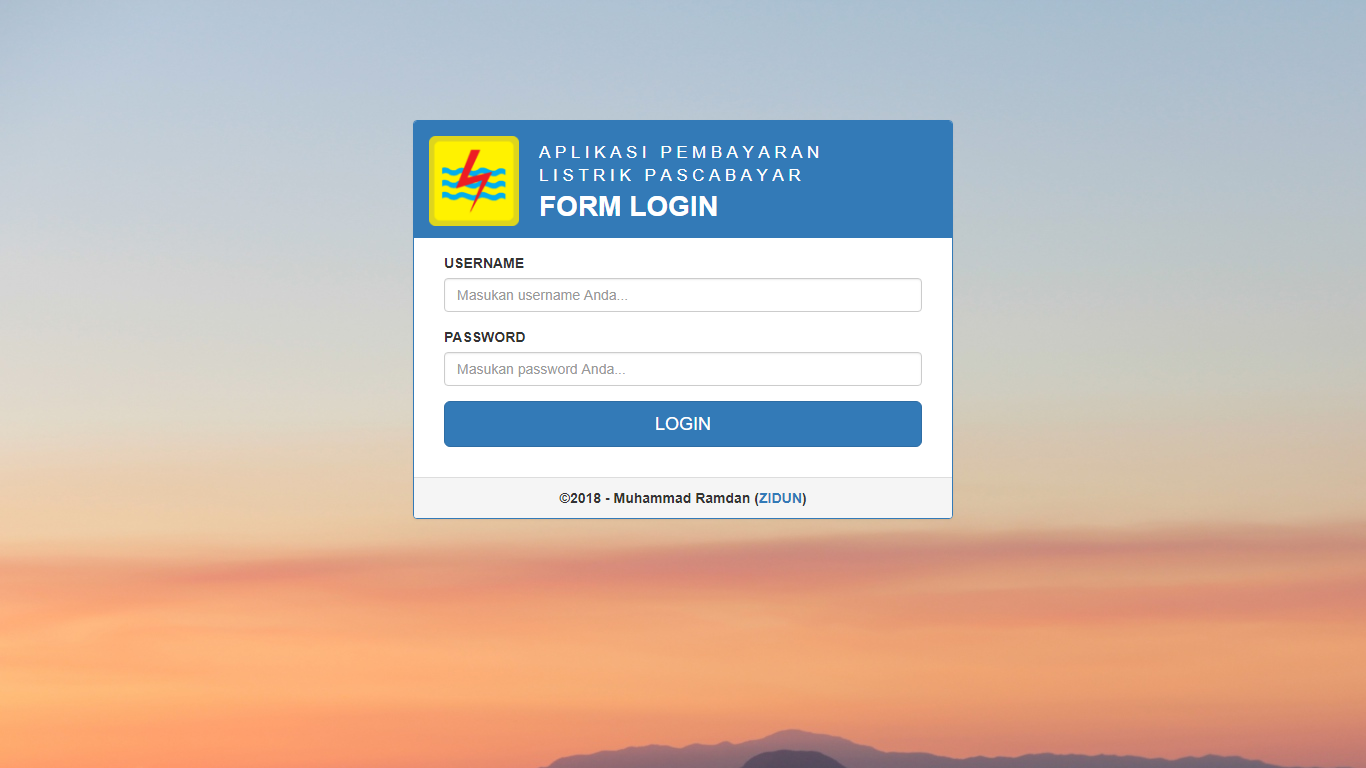 APLIKASI PEMBAYARAN
LISTRIK PASCABAYAR
FORM LOGIN
USERNAME
Masukan username Anda...
PASSWORD
Masukan password Anda...
LOGIN
©2018 - Muhammad Ramdan (ZIDUN)